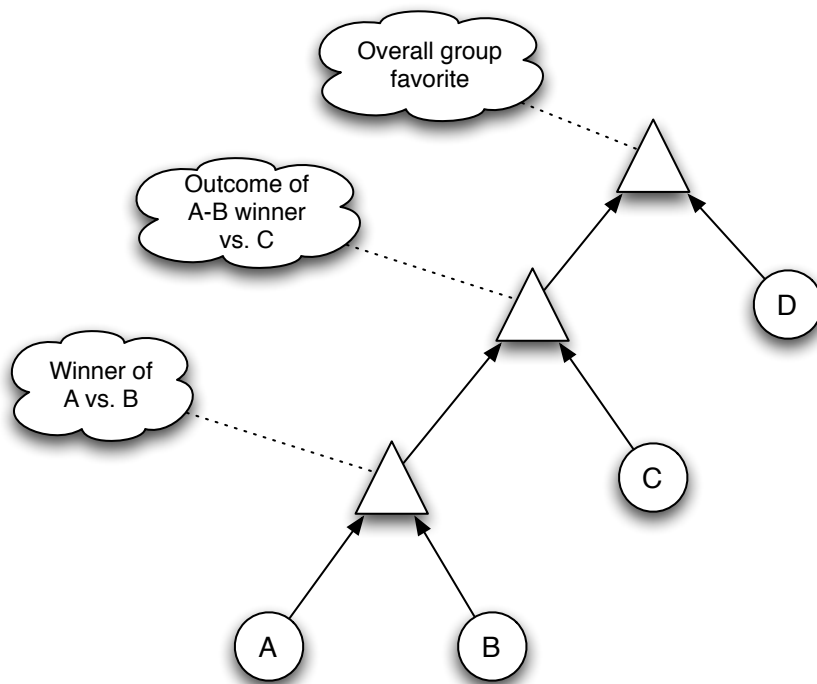 Overall group
favorite
Outcome of
A-B winner
vs. C
D
Winner of
A vs. B
C
A
B